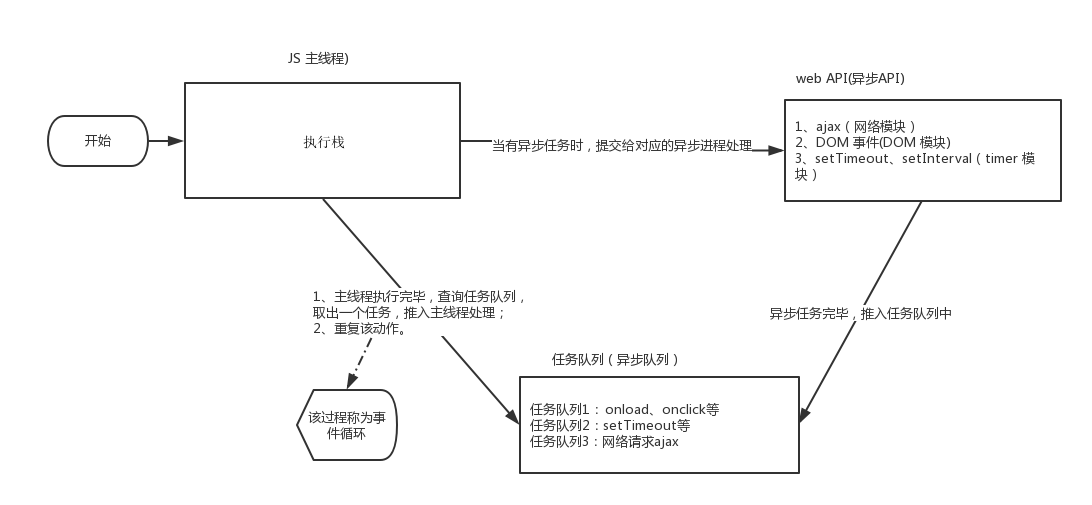 JS 主线程)
web API(异步API)
开始
执行栈
当有异步任务时，提交给对应的异步进程处理
1、ajax（网络模块）
2、DOM 事件(DOM 模块)
3、setTimeout、setInterval（timer 模
块）
1、主线程执行完毕，查询任务队列，
取出一个任务，推入主线程处理；
2、重复该动作。
异步任务完毕，推入任务队列中
任务队列（异步队列）
该过程称为事
件循环
任务队列1：onload、onclick等
任务队列2：setTimeout等
任务队列3：网络请求ajax